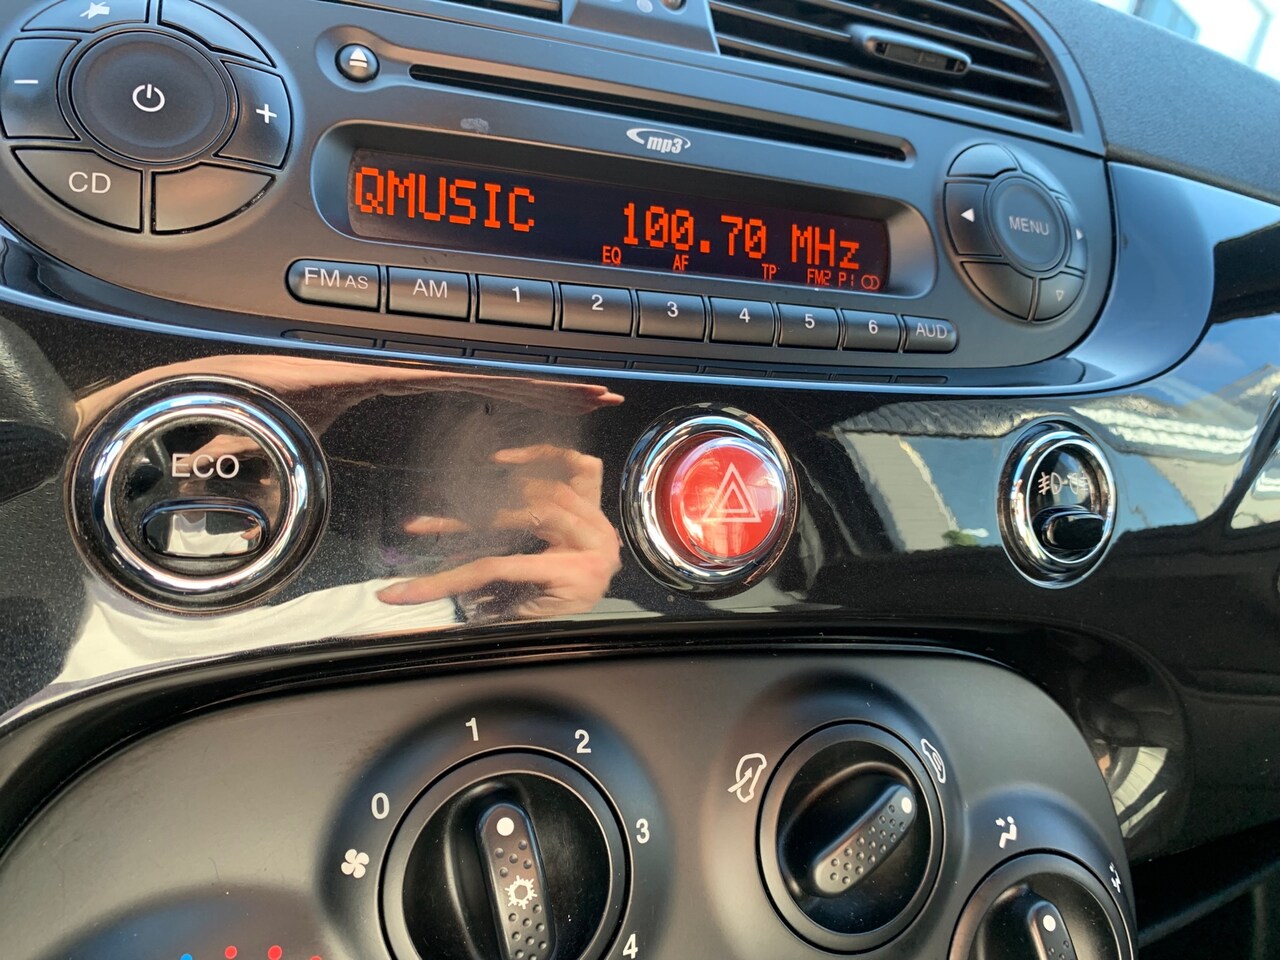 mp3
QMUSIC 100.70 MHz
EQ AF TP FM2 P1
CD
MENU
FM AS AM 1 2 3 4 5 6 AUD
ECO
0 1 2 3 4